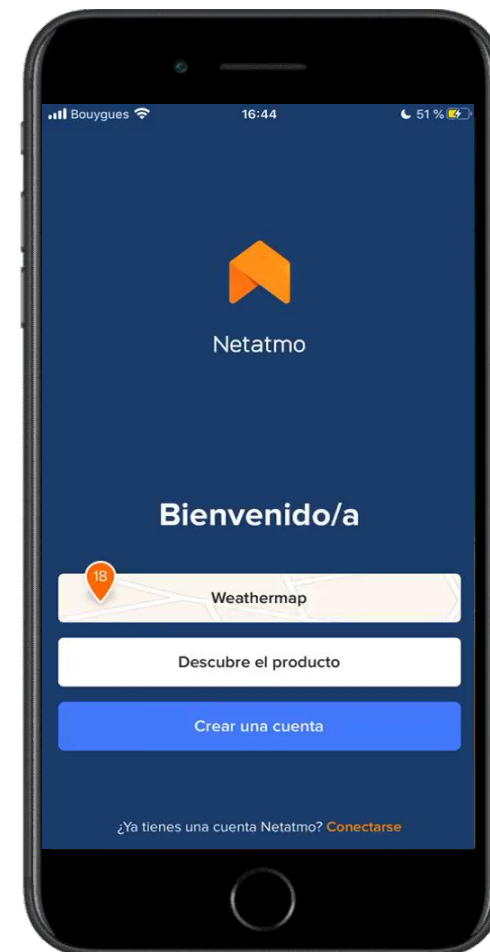 Bouygues 16:44 51 %
Netatmo
Bienvenido/a
18
Weathermap
Descubre el producto
Crear una cuenta
¿Ya tienes una cuenta Netatmo? Conectarse